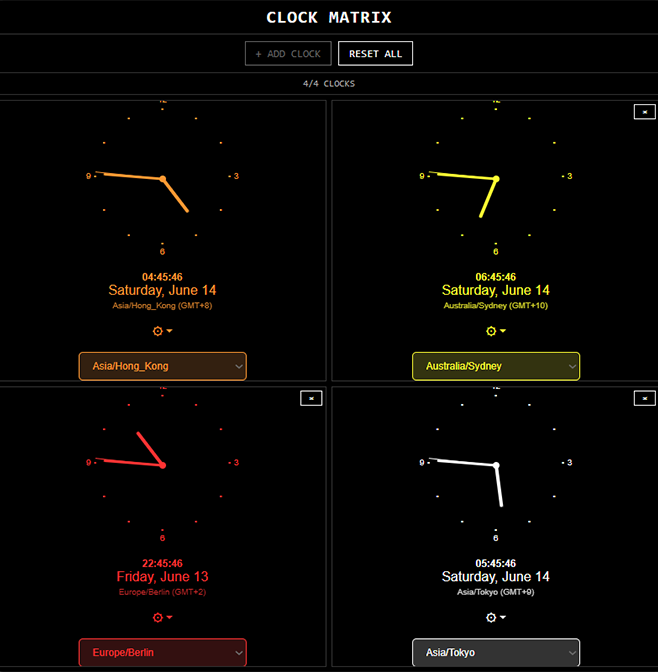 CLOCK MATRIX
+ ADD CLOCK
RESET ALL
4/4 CLOCKS
12
9
3
6
04:45:46
Saturday, June 14
Asia/Hong_Kong (GMT+8)
Asia/Hong_Kong
12
9
3
6
06:45:46
Saturday, June 14
Australia/Sydney (GMT+10)
Australia/Sydney
12
9
3
6
22:45:46
Friday, June 13
Europe/Berlin (GMT+2)
Europe/Berlin
12
9
3
6
05:45:46
Saturday, June 14
Asia/Tokyo (GMT+9)
Asia/Tokyo